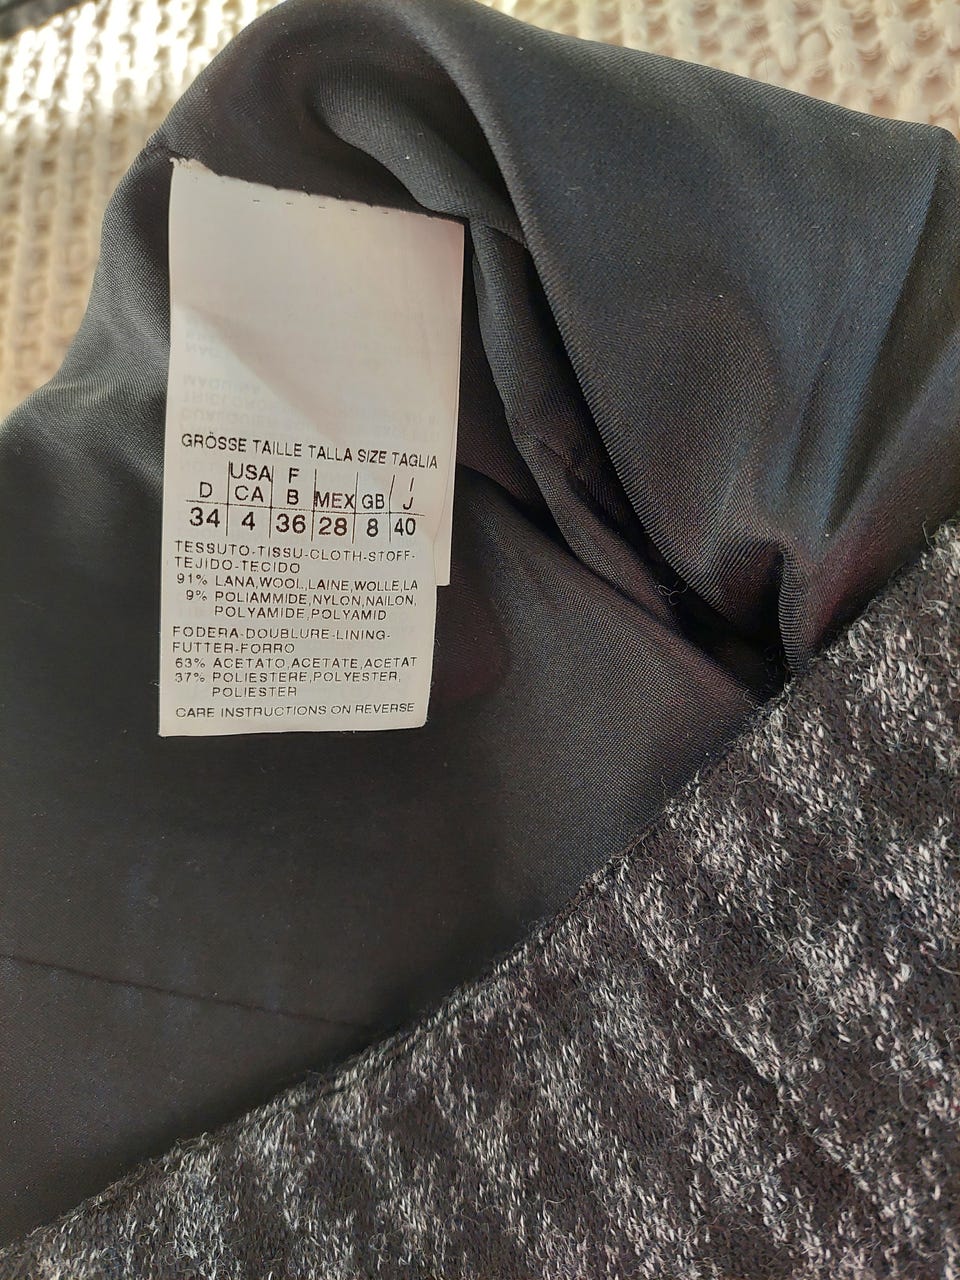 GRÖSSE TAILLE TALLA SIZE TAGLIA
D USA CA F B MEX GB I J
34 4 36 28 8 40
TESSUTO-TISSU-CLOTH-STOFF-
TEJIDO-TECIDO
91% LANA,WOOL,LAINE,WOLLE,LA
9% POLIAMMIDE,NYLON,NAILON,
POLYAMIDE,POLYAMID
FODERA-DOUBLURE-LINING-
FUTTER-FORRO
63% ACETATO,ACETATE,ACETAT
37% POLIESTERE,POLYESTER,
POLIESTER
CARE INSTRUCTIONS ON REVERSE